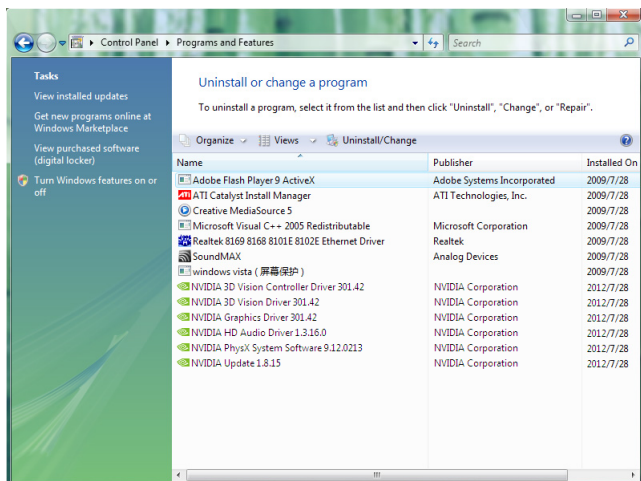 Control Panel ▸ Programs and Features
Search
Tasks
View installed updates
Get new programs online at
Windows Marketplace
View purchased software
(digital locker)
Turn Windows features on or
off
Uninstall or change a program
To uninstall a program, select it from the list and then click "Uninstall", "Change", or "Repair".
Organize Views Uninstall/Change
Name Publisher Installed On
Adobe Flash Player 9 ActiveX Adobe Systems Incorporated 2009/7/28
ATI Catalyst Install Manager ATI Technologies, Inc. 2009/7/28
Creative MediaSource 5 2009/7/28
Microsoft Visual C++ 2005 Redistributable Microsoft Corporation 2009/7/28
Realtek 8169 8168 8101E 8102E Ethernet Driver Realtek 2009/7/28
SoundMAX Analog Devices 2009/7/28
windows vista ( 屏幕保护 ) 2009/7/28
NVIDIA 3D Vision Controller Driver 301.42 NVIDIA Corporation 2012/7/28
NVIDIA 3D Vision Driver 301.42 NVIDIA Corporation 2012/7/28
NVIDIA Graphics Driver 301.42 NVIDIA Corporation 2012/7/28
NVIDIA HD Audio Driver 1.3.16.0 NVIDIA Corporation 2012/7/28
NVIDIA PhysX System Software 9.12.0213 NVIDIA Corporation 2012/7/28
NVIDIA Update 1.8.15 NVIDIA Corporation 2012/7/28